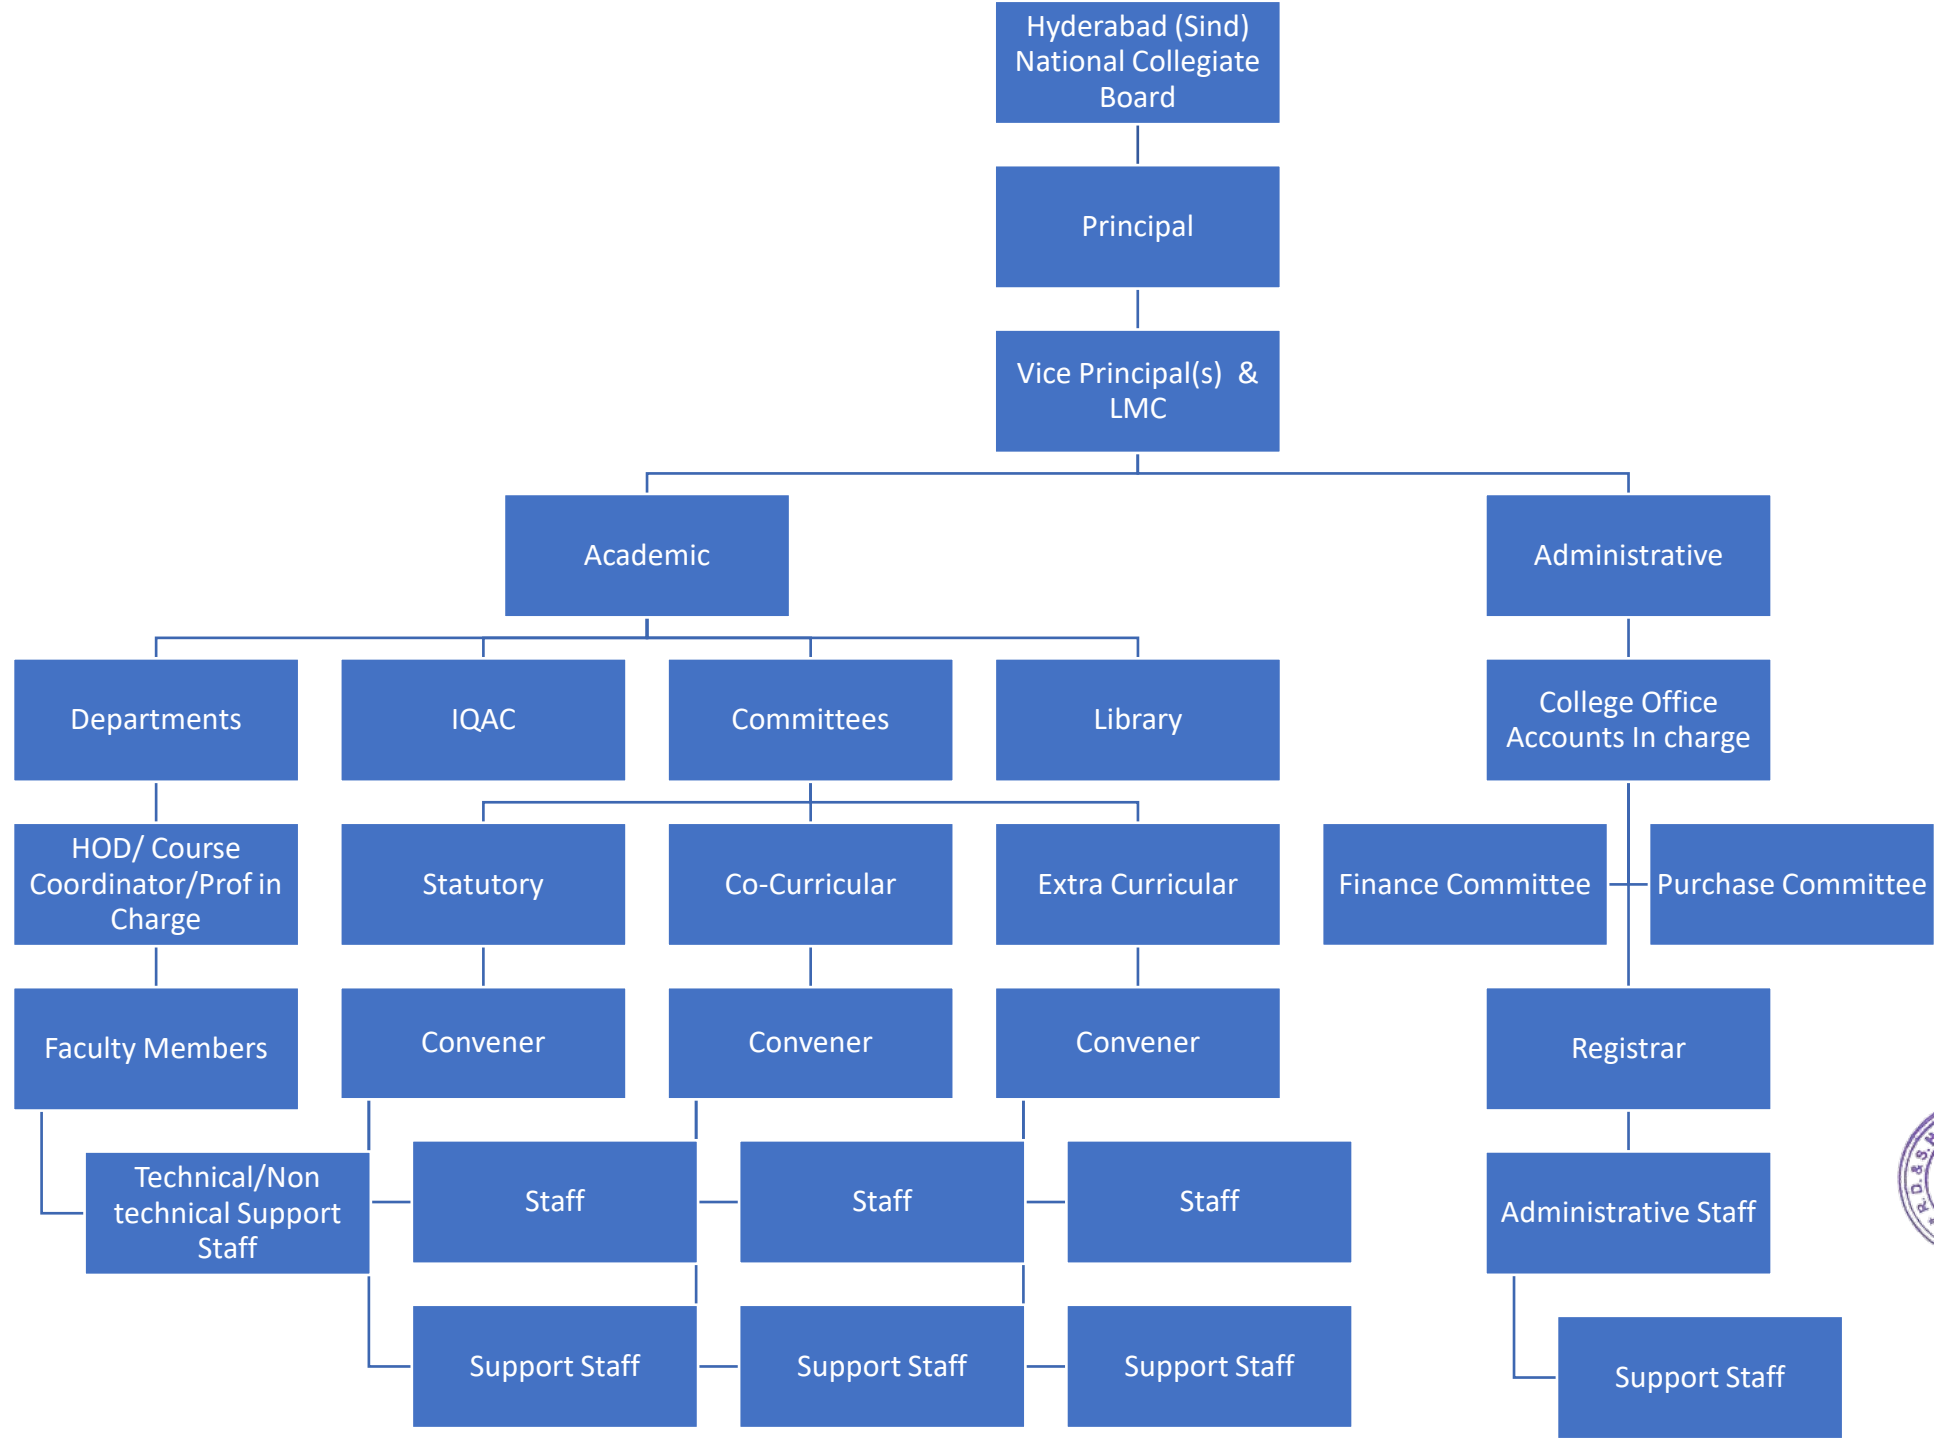 Hyderabad (Sind)
National Collegiate
Board
Principal
Vice Principal(s) &
LMC
Academic
Administrative
Departments
IQAC
Committees
Library
College Office
Accounts In charge
HOD/ Course
Coordinator/Prof in
Charge
Statutory
Co-Curricular
Extra Curricular
Finance Committee
Purchase Committee
Faculty Members
Convener
Convener
Convener
Registrar
Technical/Non
technical Support
Staff
Staff
Staff
Staff
Administrative Staff
Support Staff
Support Staff
Support Staff
Support Staff
R.D. & S.